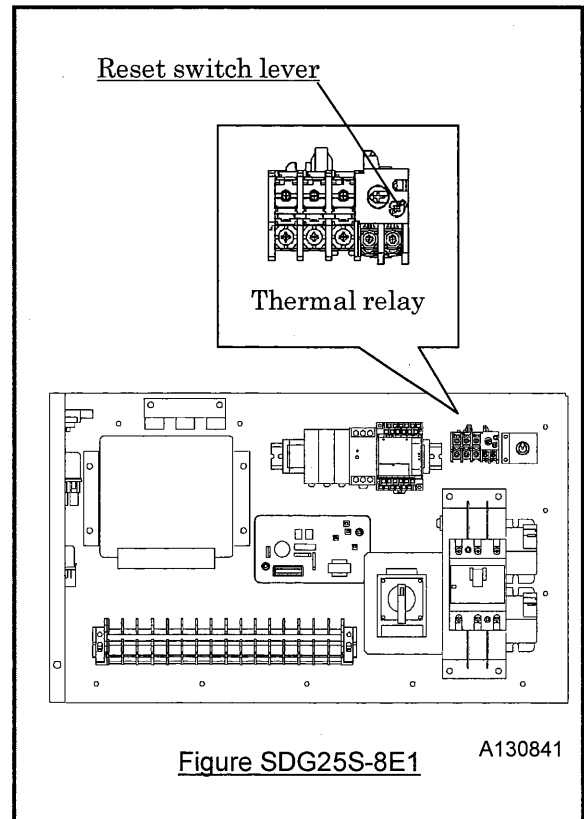 Reset switch lever
Thermal relay
Figure SDG25S-8E1
A130841